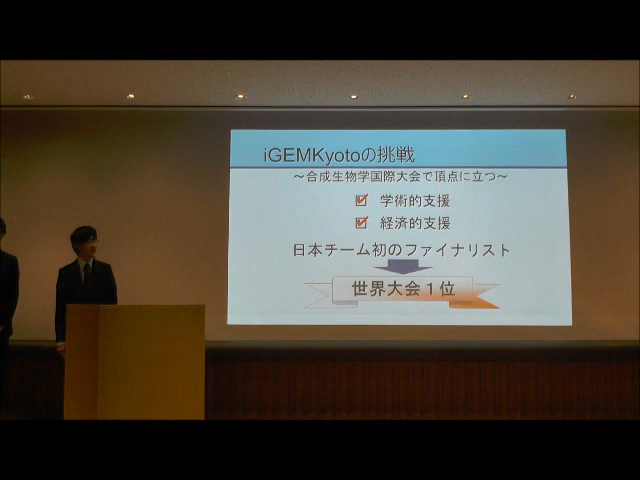 iGEMKyotoの挑戦
～合成生物学国際大会で頂点に立つ～
学術的支援
経済的支援
日本チーム初のファイナリスト
世界大会１位